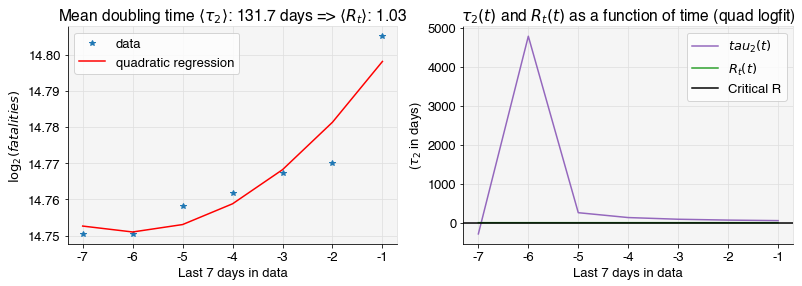 Mean doubling time ⟨τ₂⟩: 131.7 days => ⟨Rₜ⟩: 1.03
data
quadratic regression
14.80
14.79
14.78
14.77
14.76
14.75
log₂(fatalities)
-7 -6 -5 -4 -3 -2 -1
Last 7 days in data
τ₂(t) and Rₜ(t) as a function of time (quad logfit)
tau₂(t)
Rₜ(t)
Critical R
5000
4000
3000
2000
1000
0
(τ₂ in days)
-7 -6 -5 -4 -3 -2 -1
Last 7 days in data